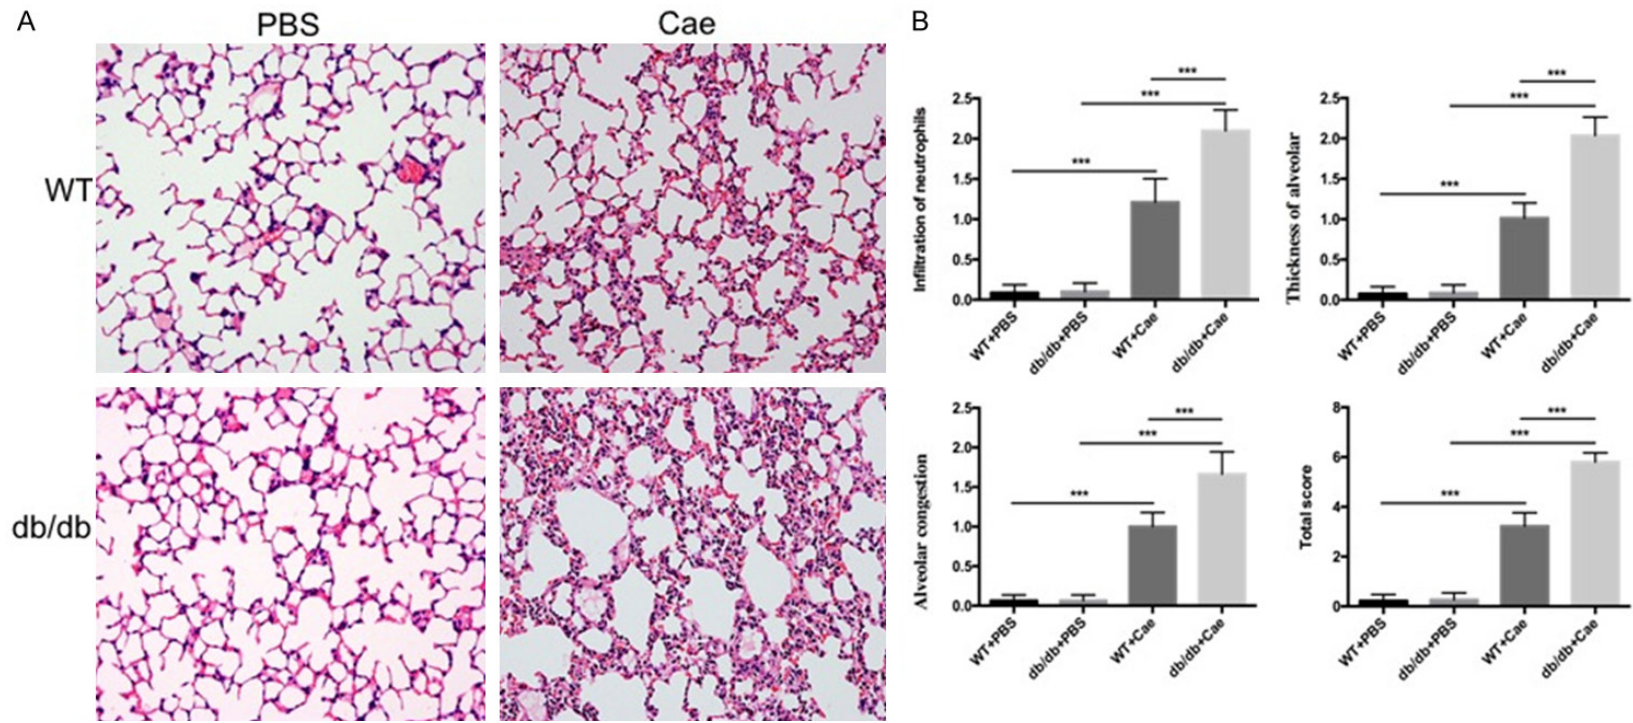 A
PBS
Cae
WT
db/db
B
Infiltration of neutrophils
2.5
2.0
1.5
1.0
0.5
0.0
***
***
***
WT+PBS
db/db+PBS
WT+Cae
db/db+Cae
Thickness of alveolar
2.5
2.0
1.5
1.0
0.5
0.0
***
***
***
WT+PBS
db/db+PBS
WT+Cae
db/db+Cae
Alveolar congestion
2.5
2.0
1.5
1.0
0.5
0.0
***
***
***
WT+PBS
db/db+PBS
WT+Cae
db/db+Cae
Total score
8
6
4
2
0
***
***
***
WT+PBS
db/db+PBS
WT+Cae
db/db+Cae